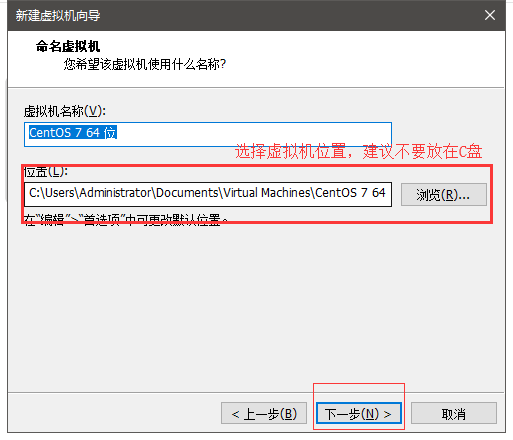 新建虚拟机向导
命名虚拟机
您希望该虚拟机使用什么名称?
虚拟机名称(V):
CentOS 7 64 位
选择虚拟机位置，建议不要放在C盘
位置(L):
C:\Users\Administrator\Documents\Virtual Machines\CentOS 7 64
浏览(R)...
在“编辑”>“首选项”中可更改默认位置。
< 上一步(B)
下一步(N) >
取消